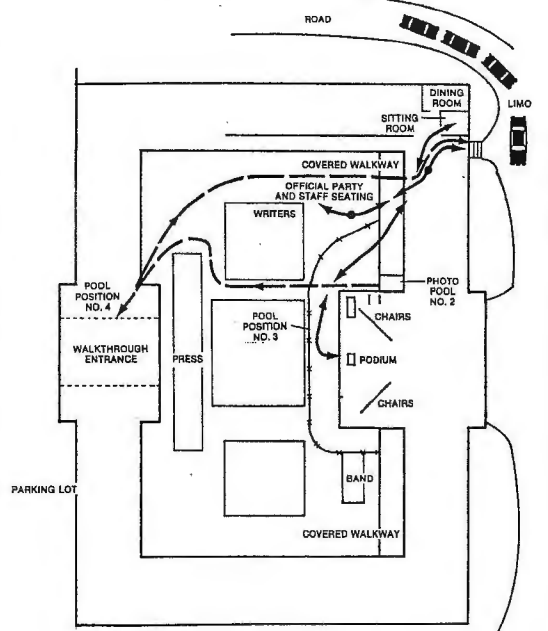 ROAD
DINING
ROOM
LIMO
SITTING
ROOM
COVERED WALKWAY
OFFICIAL PARTY
AND STAFF SEATING
WRITERS
POOL
POSITION
NO. 4
PHOTO
POOL
NO. 2
POOL
POSITION
NO. 3
CHAIRS
WALKTHROUGH
ENTRANCE
PRESS
PODIUM
CHAIRS
BAND
PARKING LOT
COVERED WALKWAY